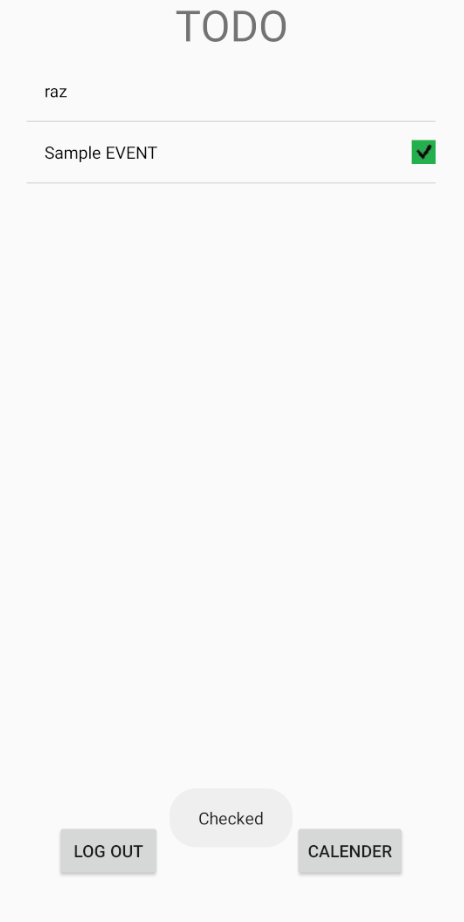 TODO
raz
Sample EVENT
Checked
LOG OUT
CALENDER